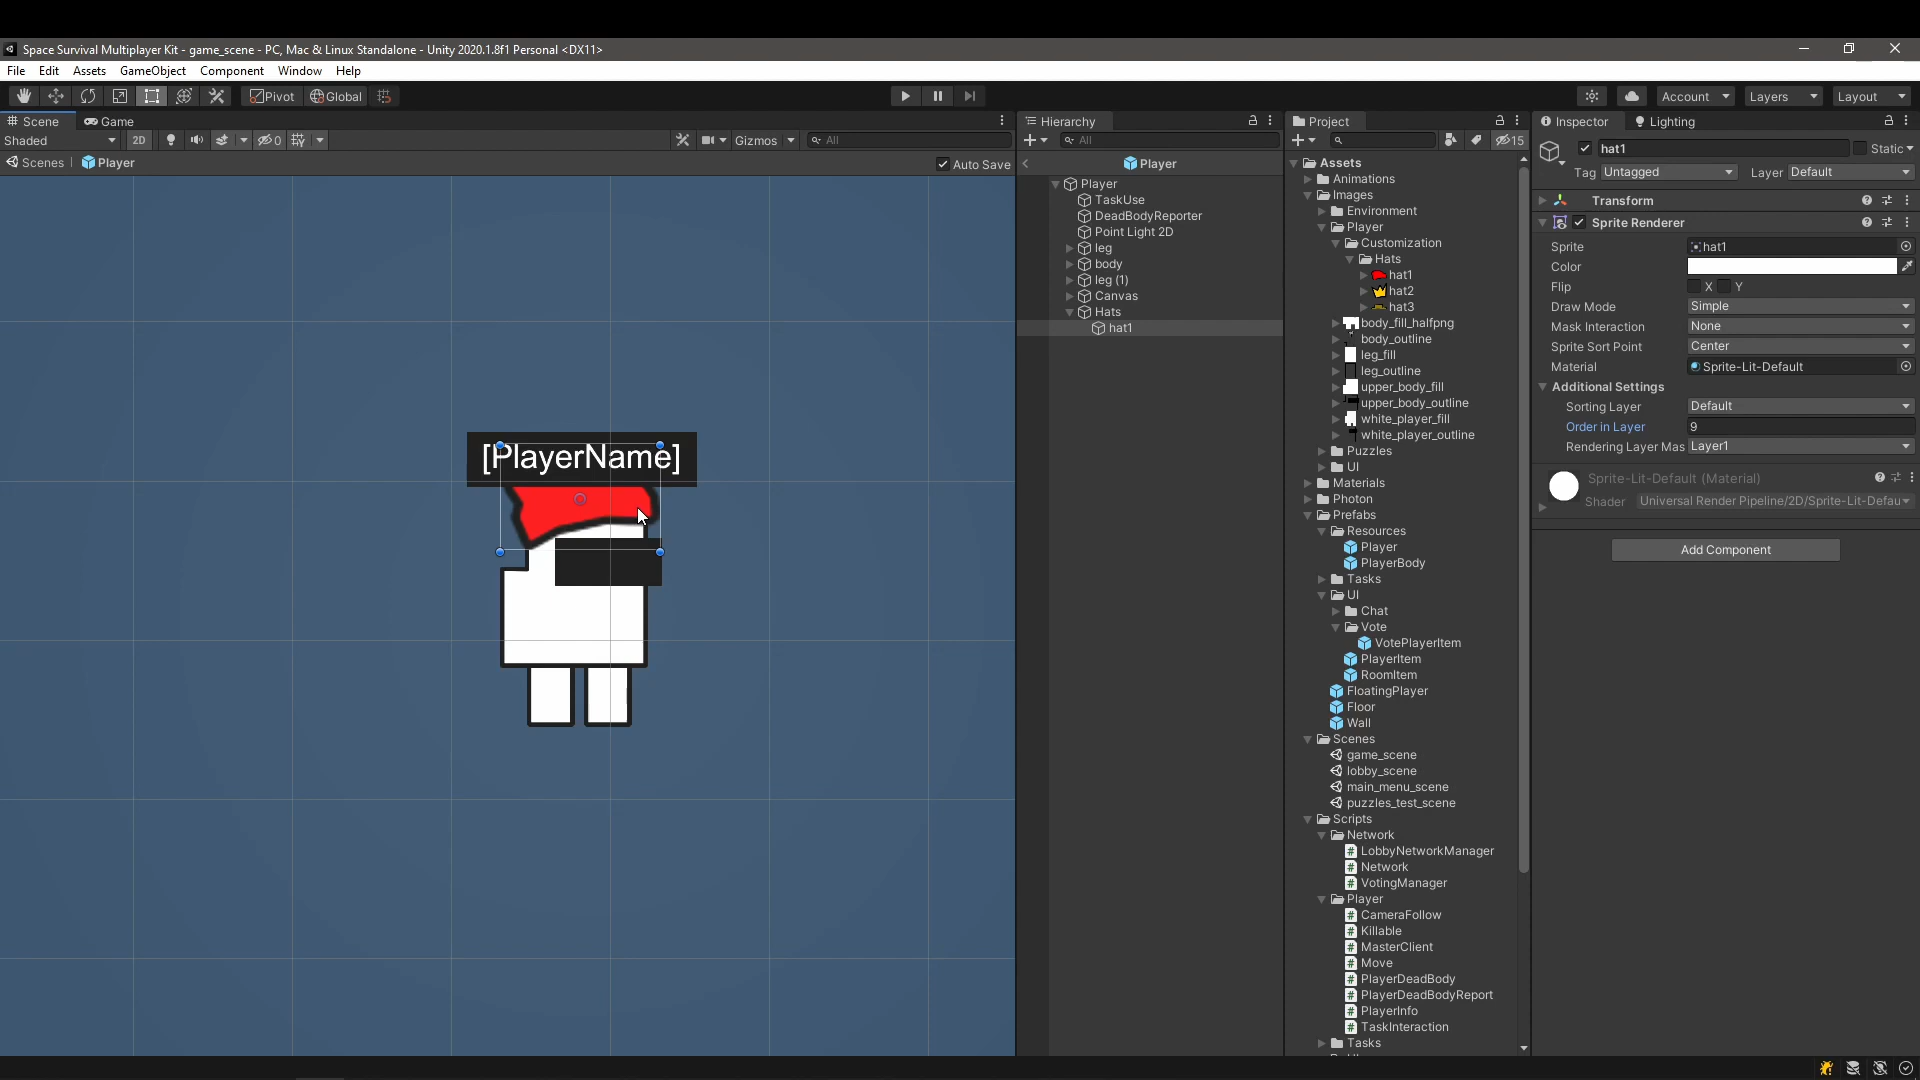 Space Survival Multiplayer Kit - game_scene - PC, Mac & Linux Standalone - Unity 2020.1.8f1 Personal <DX11>
File Edit Assets GameObject Component Window Help
Pivot Global Account Layers Layout
Scene Game
Shaded 2D 0 Gizmos All
Scenes Player Auto Save
[PlayerName]
Hierarchy
All
Player
Player
TaskUse
DeadBodyReporter
Point Light 2D
leg
body
leg (1)
Canvas
Hats
hat1
Project
15
Assets
Animations
Images
Environment
Player
Customization
Hats
hat1
hat2
hat3
body_fill_halfpng
body_outline
leg_fill
leg_outline
upper_body_fill
upper_body_outline
white_player_fill
white_player_outline
Puzzles
UI
Materials
Photon
Prefabs
Resources
Player
PlayerBody
Tasks
UI
Chat
Vote
VotePlayerItem
PlayerItem
RoomItem
FloatingPlayer
Floor
Wall
Scenes
game_scene
lobby_scene
main_menu_scene
puzzles_test_scene
Scripts
Network
LobbyNetworkManager
Network
VotingManager
Player
CameraFollow
Killable
MasterClient
Move
PlayerDeadBody
PlayerDeadBodyReport
PlayerInfo
TaskInteraction
Tasks
Inspector Lighting
hat1 Static
Tag Untagged Layer Default
Transform
Sprite Renderer
Sprite hat1
Color
Flip X Y
Draw Mode Simple
Mask Interaction None
Sprite Sort Point Center
Material Sprite-Lit-Default
Additional Settings
Sorting Layer Default
Order in Layer 9
Rendering Layer Mas Layer1
Sprite-Lit-Default (Material)
Shader Universal Render Pipeline/2D/Sprite-Lit-Defau
Add Component